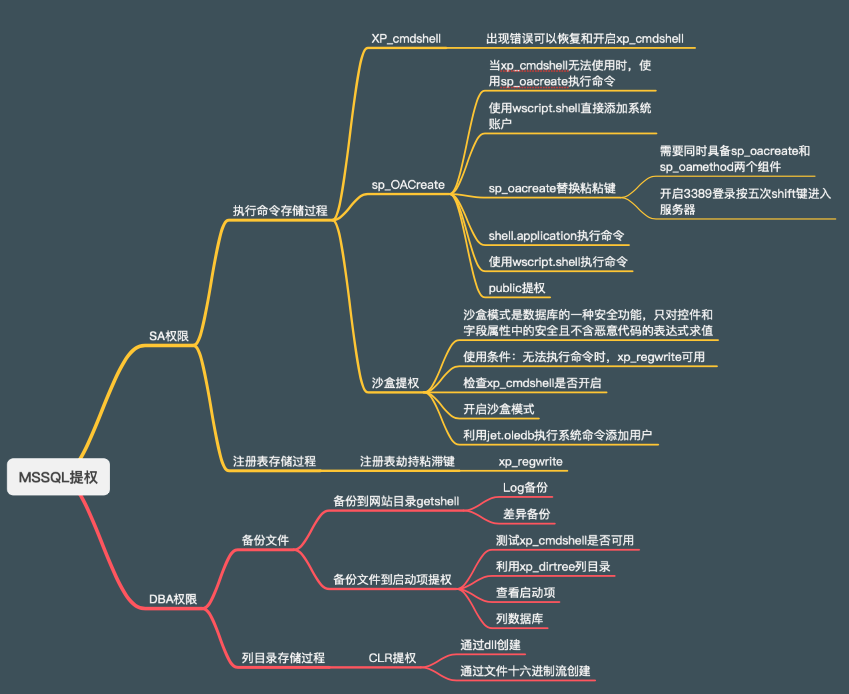 MSSQL提权
SA权限
执行命令存储过程
XP_cmdshell
出现错误可以恢复和开启xp_cmdshell
sp_OACreate
当xp_cmdshell无法使用时，使
用sp_oacreate执行命令
使用wscript.shell直接添加系统
账户
sp_oacreate替换粘粘键
需要同时具备sp_oacreate和
sp_oamethod两个组件
开启3389登录按五次shift键进入
服务器
shell.application执行命令
使用wscript.shell执行命令
public提权
沙盒提权
沙盒模式是数据库的一种安全功能，只对控件和
字段属性中的安全且不含恶意代码的表达式求值
使用条件：无法执行命令时，xp_regwrite可用
检查xp_cmdshell是否开启
开启沙盒模式
利用jet.oledb执行系统命令添加用户
注册表存储过程
注册表劫持粘滞键
xp_regwrite
DBA权限
备份文件
备份到网站目录getshell
Log备份
差异备份
备份文件到启动项提权
测试xp_cmdshell是否可用
利用xp_dirtree列目录
查看启动项
列数据库
列目录存储过程
CLR提权
通过dll创建
通过文件十六进制流创建